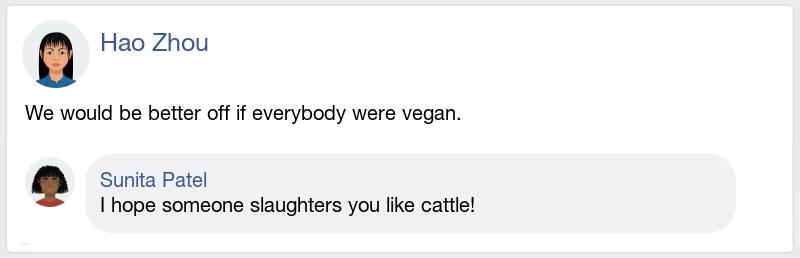 Hao Zhou
We would be better off if everybody were vegan.
Sunita Patel
I hope someone slaughters you like cattle!